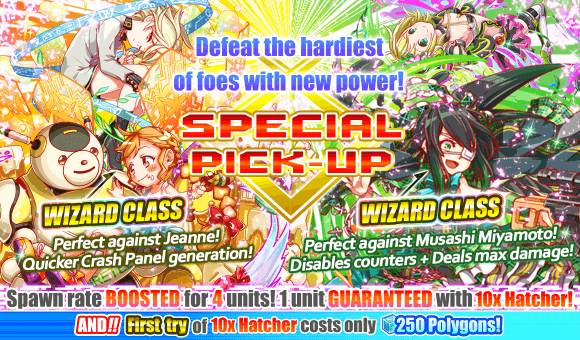 Defeat the hardiest
of foes with new power!
SPECIAL
PICK-UP
WIZARD CLASS
Perfect against Jeanne!
Quicker Crash Panel generation!
WIZARD CLASS
Perfect against Musashi Miyamoto!
Disables counters + Deals max damage!
Spawn rate BOOSTED for 4 units! 1 unit GUARANTEED with 10x Hatcher!
AND!! First try of 10x Hatcher costs only 250 Polygons!